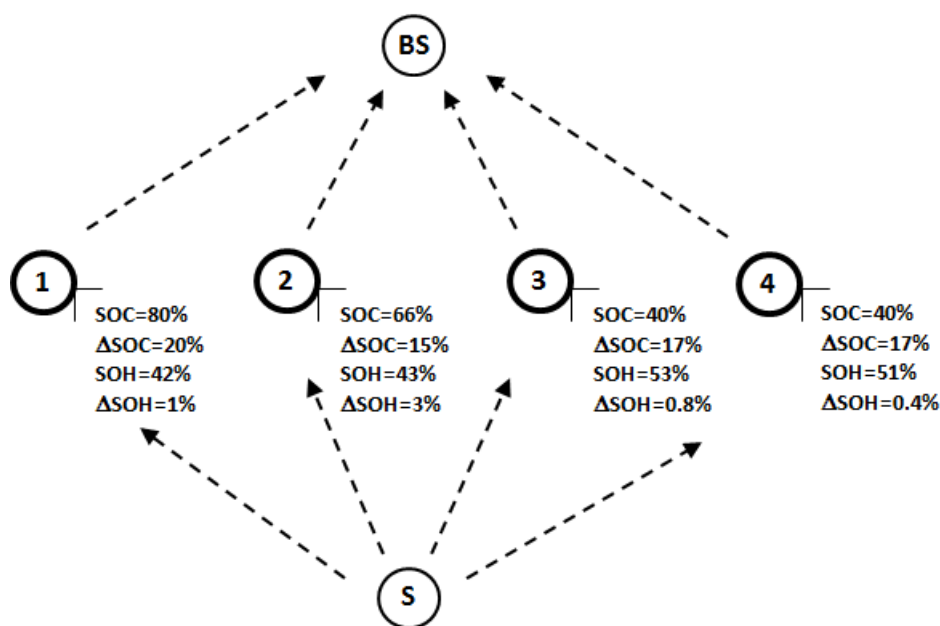 BS
1
SOC=80%
ΔSOC=20%
SOH=42%
ΔSOH=1%
2
SOC=66%
ΔSOC=15%
SOH=43%
ΔSOH=3%
3
SOC=40%
ΔSOC=17%
SOH=53%
ΔSOH=0.8%
4
SOC=40%
ΔSOC=17%
SOH=51%
ΔSOH=0.4%
S